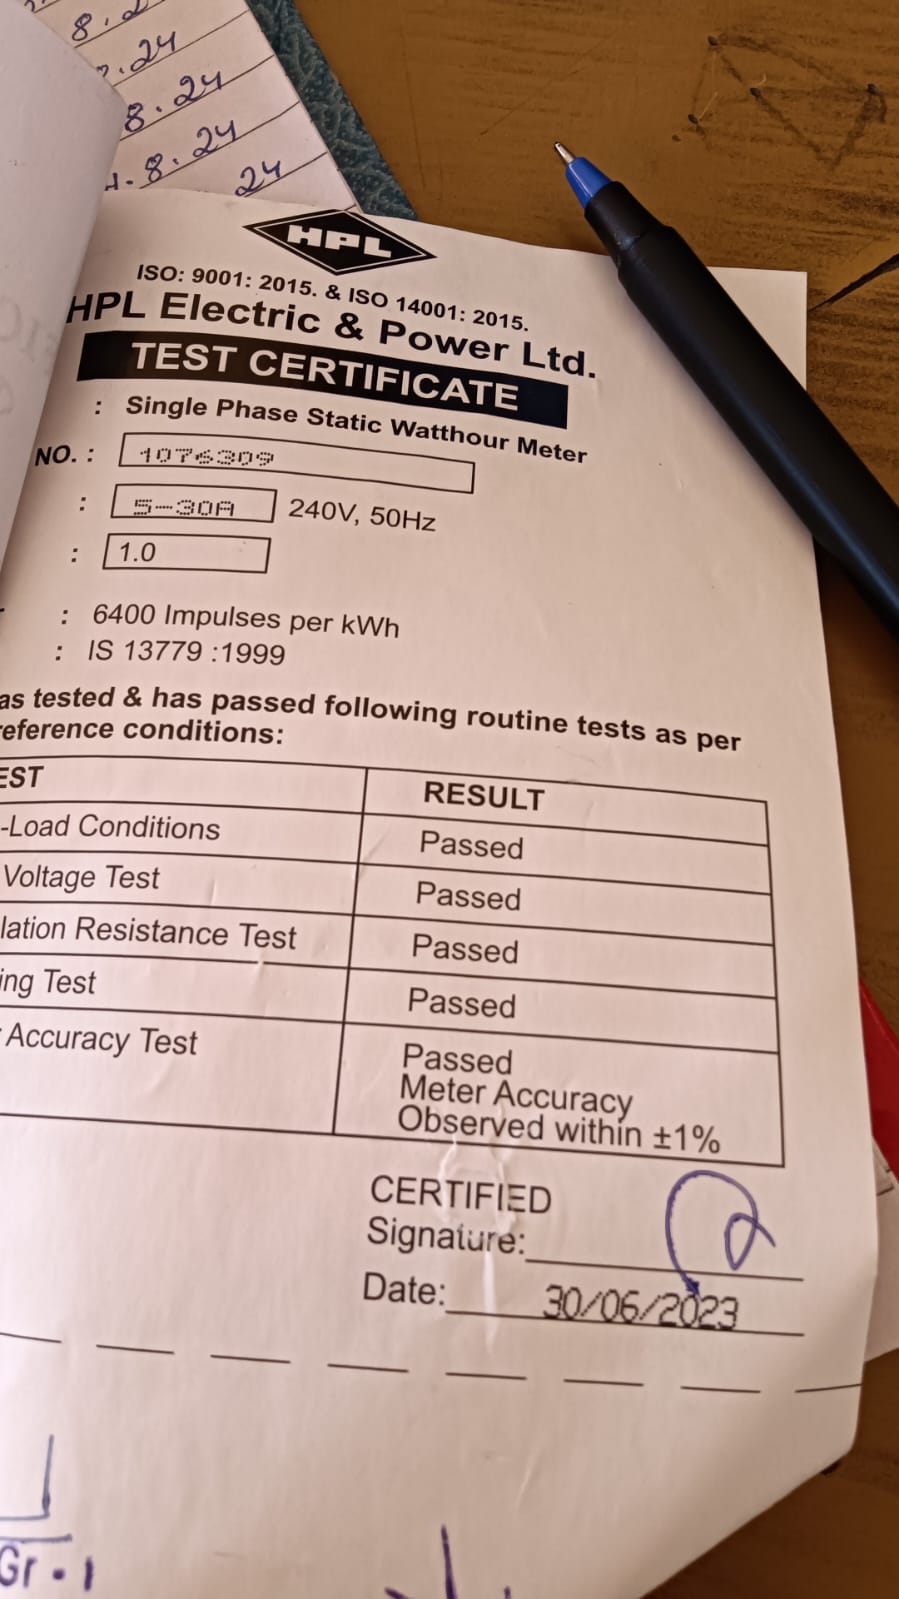 8.24
8.24
24
HPL
ISO: 9001: 2015. & ISO 14001: 2015.
HPL Electric & Power Ltd.
TEST CERTIFICATE
: Single Phase Static Watthour Meter
NO. : 1076309
: 5-30A 240V, 50Hz
: 1.0
: 6400 Impulses per kWh
: IS 13779 :1999
as tested & has passed following routine tests as per
reference conditions:
EST RESULT
-Load Conditions Passed
Voltage Test Passed
lation Resistance Test Passed
ing Test Passed
Accuracy Test Passed
Meter Accuracy
Observed within ±1%
CERTIFIED
Signature:
Date: 30/06/2023
Gr - 1